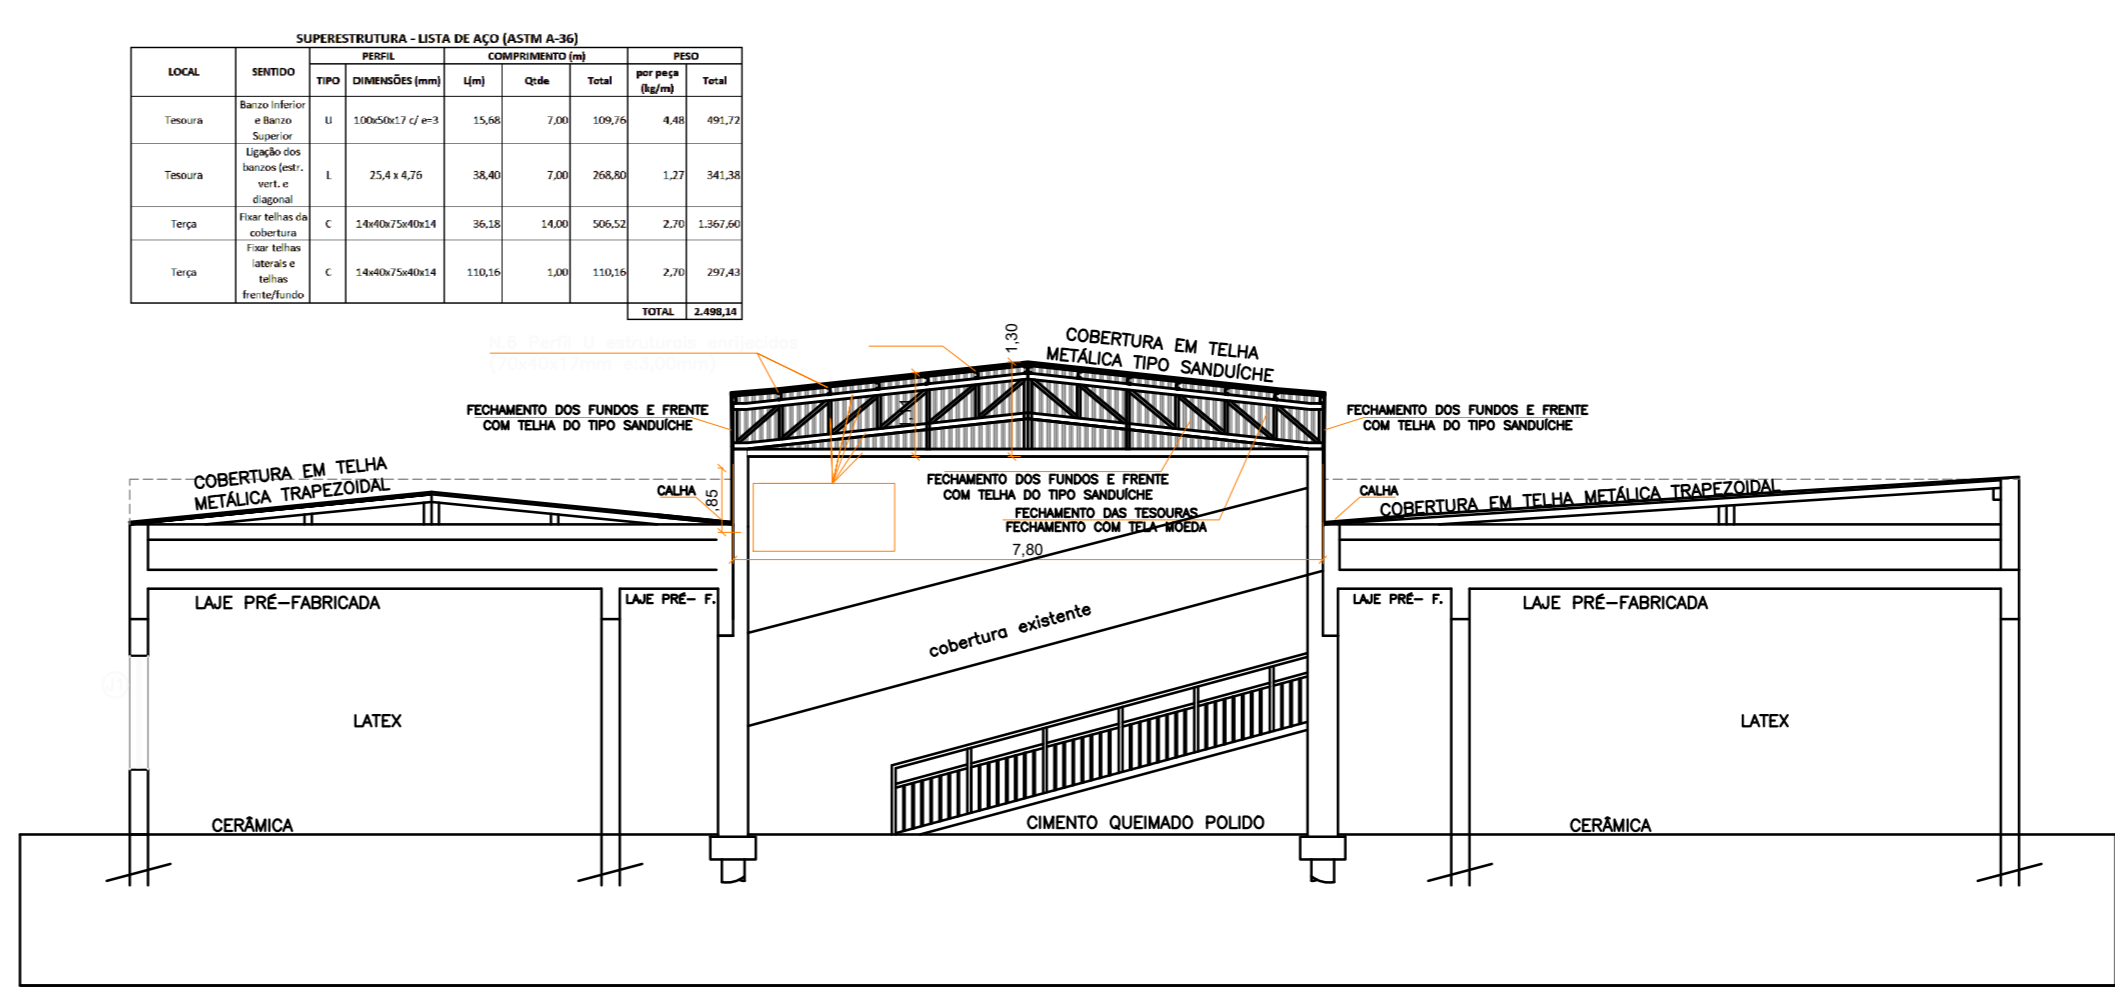 SUPERESTRUTURA - LISTA DE AÇO (ASTM A-36)
LOCAL SENTIDO PERFIL COMPRIMENTO (m) PESO
TIPO DIMENSÕES (mm) L(m) Qtde Total por peça (kg/m) Total
Tesoura Banzo Inferior e Banzo Superior U 100x50x17 c/ e=3 15,68 7,00 109,76 4,48 491,72
Tesoura Ligação dos banzos (estr. vert. e diagonal L 25,4 x 4,76 38,40 7,00 268,80 1,27 341,38
Terça Fixar telhas da cobertura C 14x40x75x40x14 36,18 14,00 506,52 2,70 1.367,60
Terça Fixar telhas laterais e telhas frente/fundo C 14x40x75x40x14 110,16 1,00 110,16 2,70 297,43
TOTAL 2.498,14
N.6 Perfil U estruturais enrijecidos
1,30
COBERTURA EM TELHA
METÁLICA TIPO SANDUÍCHE
FECHAMENTO DOS FUNDOS E FRENTE
COM TELHA DO TIPO SANDUÍCHE
FECHAMENTO DOS FUNDOS E FRENTE
COM TELHA DO TIPO SANDUÍCHE
COBERTURA EM TELHA
METÁLICA TRAPEZOIDAL
CALHA
,85
FECHAMENTO DOS FUNDOS E FRENTE
COM TELHA DO TIPO SANDUÍCHE
FECHAMENTO DAS TESOURAS
FECHAMENTO COM TELA MOEDA
CALHA
COBERTURA EM TELHA METÁLICA TRAPEZOIDAL
7,80
LAJE PRÉ-FABRICADA
LAJE PRÉ- F.
LAJE PRÉ- F.
LAJE PRÉ-FABRICADA
cobertura existente
J1
LATEX
LATEX
CERÂMICA
CIMENTO QUEIMADO POLIDO
CERÂMICA